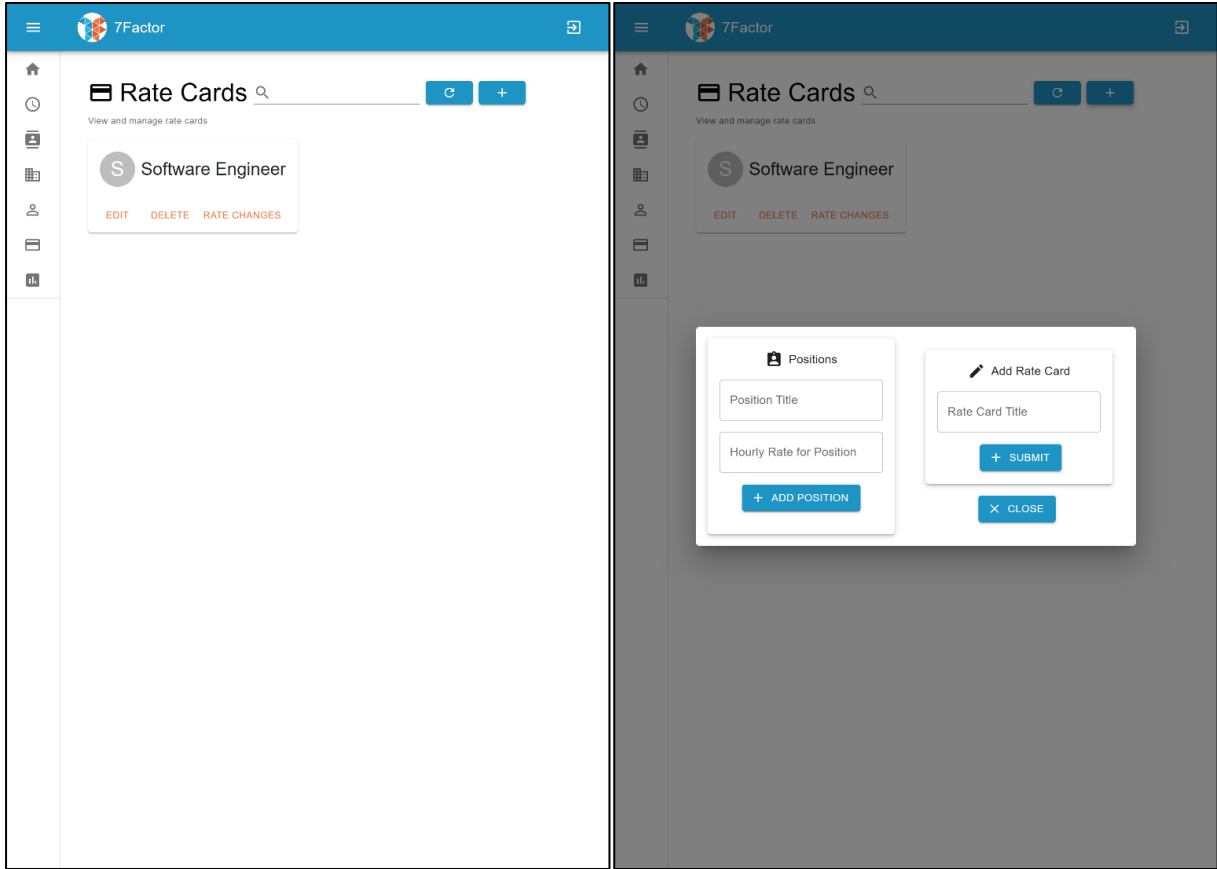 7Factor
Rate Cards
View and manage rate cards
S Software Engineer
EDIT DELETE RATE CHANGES
7Factor
Rate Cards
View and manage rate cards
S Software Engineer
EDIT DELETE RATE CHANGES
Positions
Position Title
Hourly Rate for Position
+ ADD POSITION
Add Rate Card
Rate Card Title
+ SUBMIT
X CLOSE